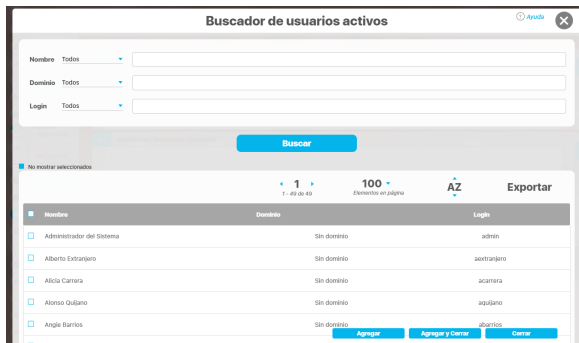 Buscador de usuarios activos
? Ayuda
Nombre Todos
Dominio Todos
Login Todos
Buscar
No mostrar seleccionados
1 100 AZ Exportar
1 - 49 de 49 Elementos en página
Nombre Dominio Login
Administrador del Sistema Sin dominio admin
Alberto Extranjero Sin dominio aextranjero
Alicia Carrera Sin dominio acarrera
Alonso Quijano Sin dominio aquijano
Angie Barrios Sin dominio abarrios
Agregar Agregar y Cerrar Cerrar